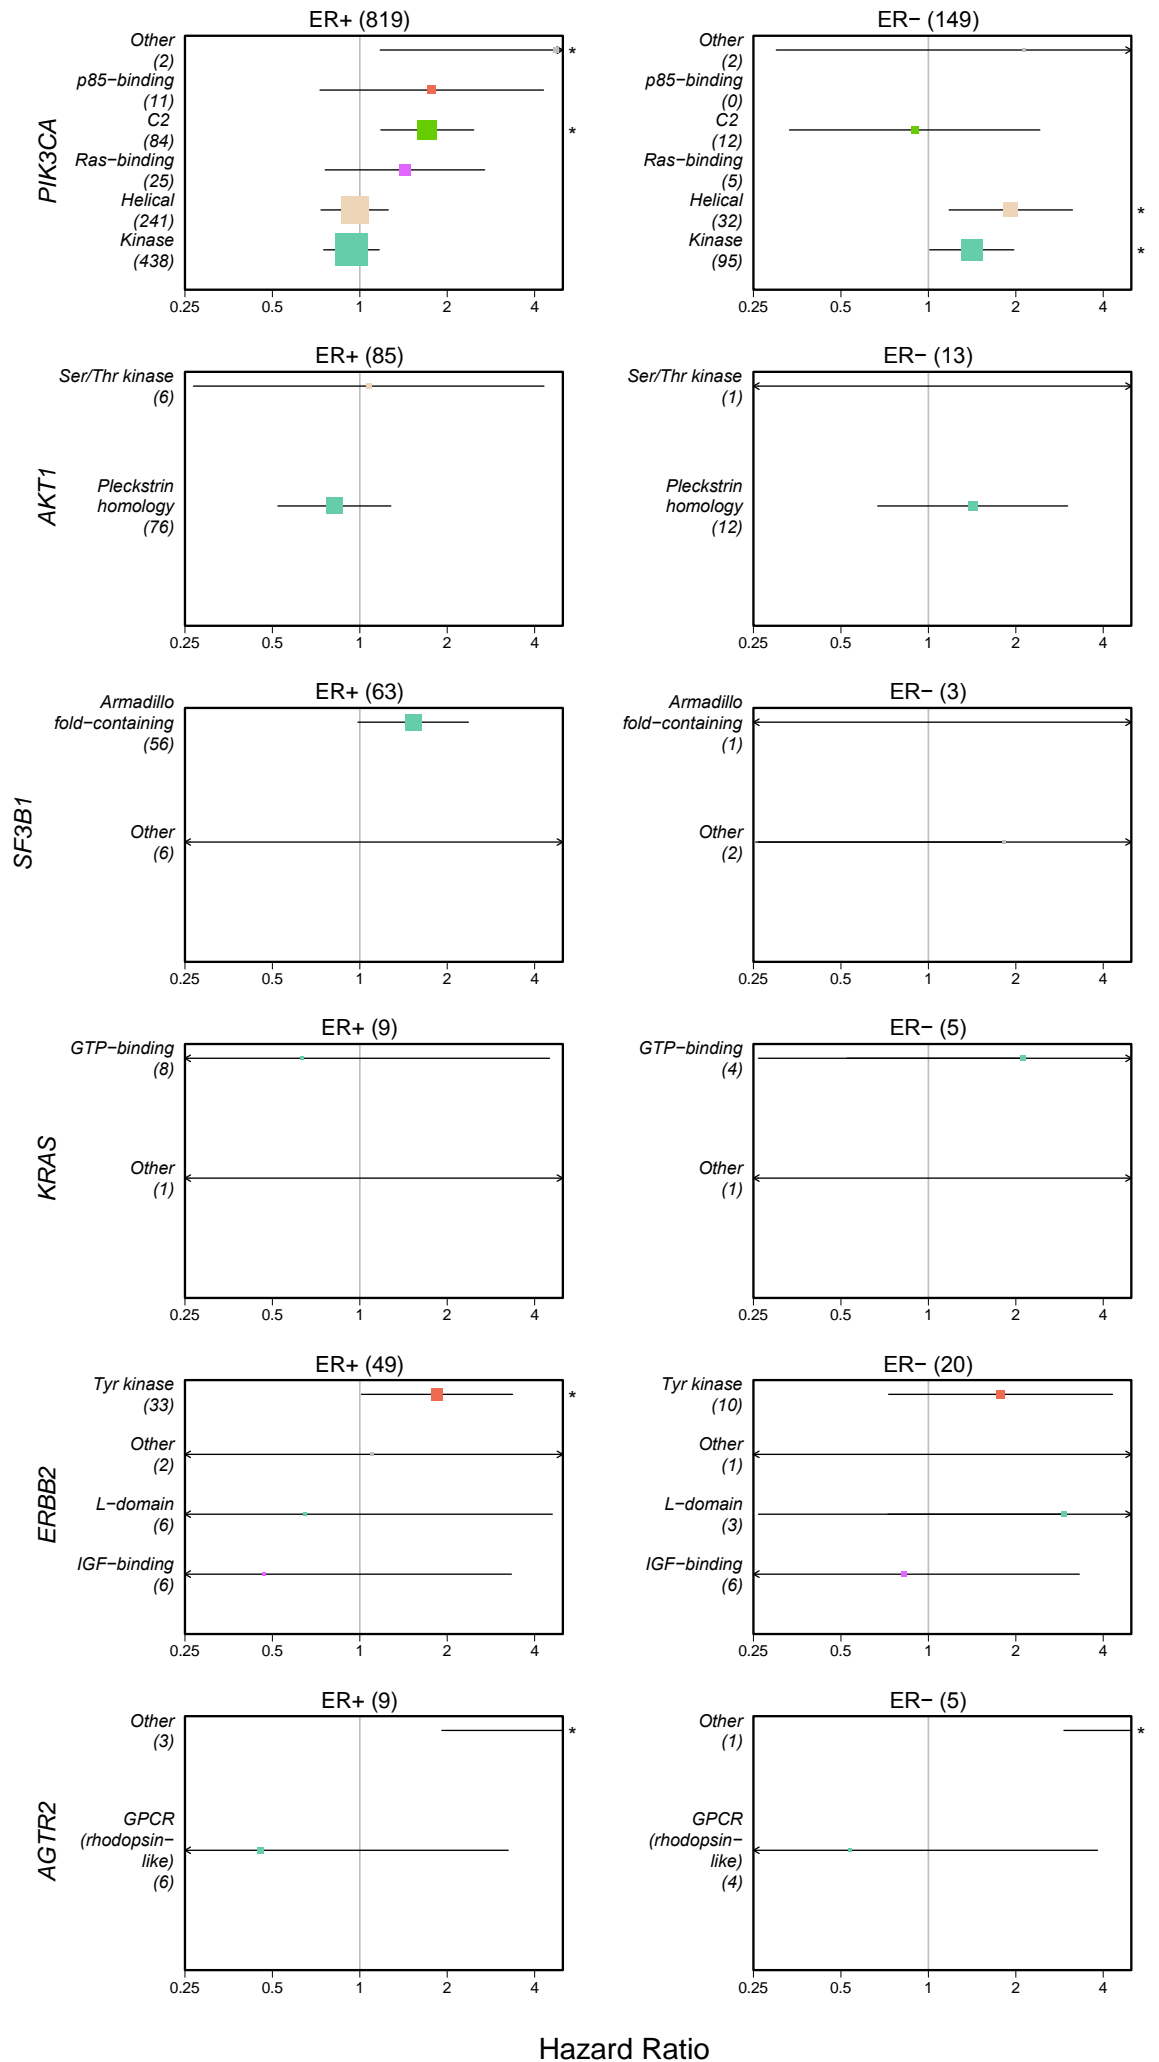 ER+ (819)
ER− (149)
PIK3CA
Other
(2)
p85−binding
(11)
C2
(84)
Ras−binding
(25)
Helical
(241)
Kinase
(438)
*
*
0.25 0.5 1 2 4
Other
(2)
p85−binding
(0)
C2
(12)
Ras−binding
(5)
Helical
(32)
Kinase
(95)
*
*
0.25 0.5 1 2 4
ER+ (85)
ER− (13)
AKT1
Ser/Thr kinase
(6)
Pleckstrin
homology
(76)
0.25 0.5 1 2 4
Ser/Thr kinase
(1)
Pleckstrin
homology
(12)
0.25 0.5 1 2 4
ER+ (63)
ER− (3)
SF3B1
Armadillo
fold−containing
(56)
Other
(6)
0.25 0.5 1 2 4
Armadillo
fold−containing
(1)
Other
(2)
0.25 0.5 1 2 4
ER+ (9)
ER− (5)
KRAS
GTP−binding
(8)
Other
(1)
0.25 0.5 1 2 4
GTP−binding
(4)
Other
(1)
0.25 0.5 1 2 4
ER+ (49)
ER− (20)
ERBB2
Tyr kinase
(33)
Other
(2)
L−domain
(6)
IGF−binding
(6)
*
0.25 0.5 1 2 4
Tyr kinase
(10)
Other
(1)
L−domain
(3)
IGF−binding
(6)
0.25 0.5 1 2 4
ER+ (9)
ER− (5)
AGTR2
Other
(3)
GPCR
(rhodopsin−
like)
(6)
*
0.25 0.5 1 2 4
Other
(1)
GPCR
(rhodopsin−
like)
(4)
*
0.25 0.5 1 2 4
Hazard Ratio